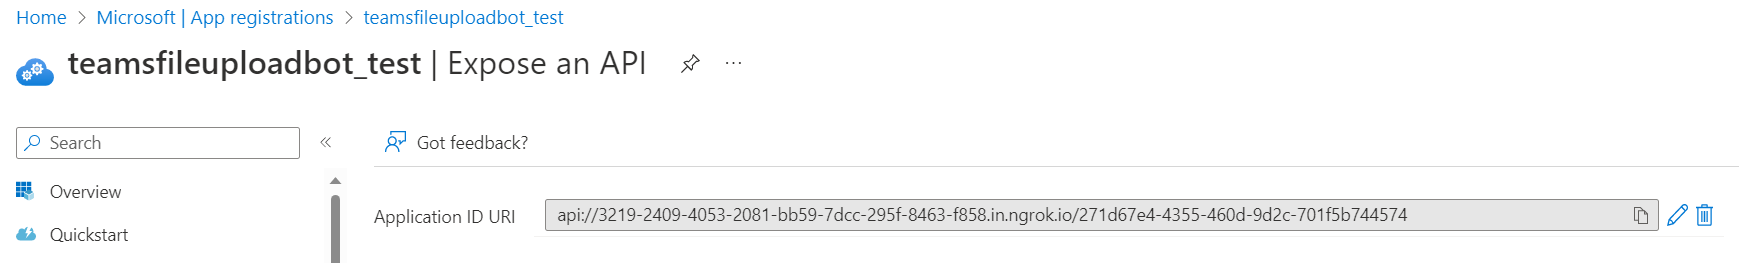 Home > Microsoft | App registrations > teamsfileuploadbot_test
teamsfileuploadbot_test | Expose an API ...
Search «
Got feedback?
Overview
Application ID URI api://3219-2409-4053-2081-bb59-7dcc-295f-8463-f858.in.ngrok.io/271d67e4-4355-460d-9d2c-701f5b744574
Quickstart